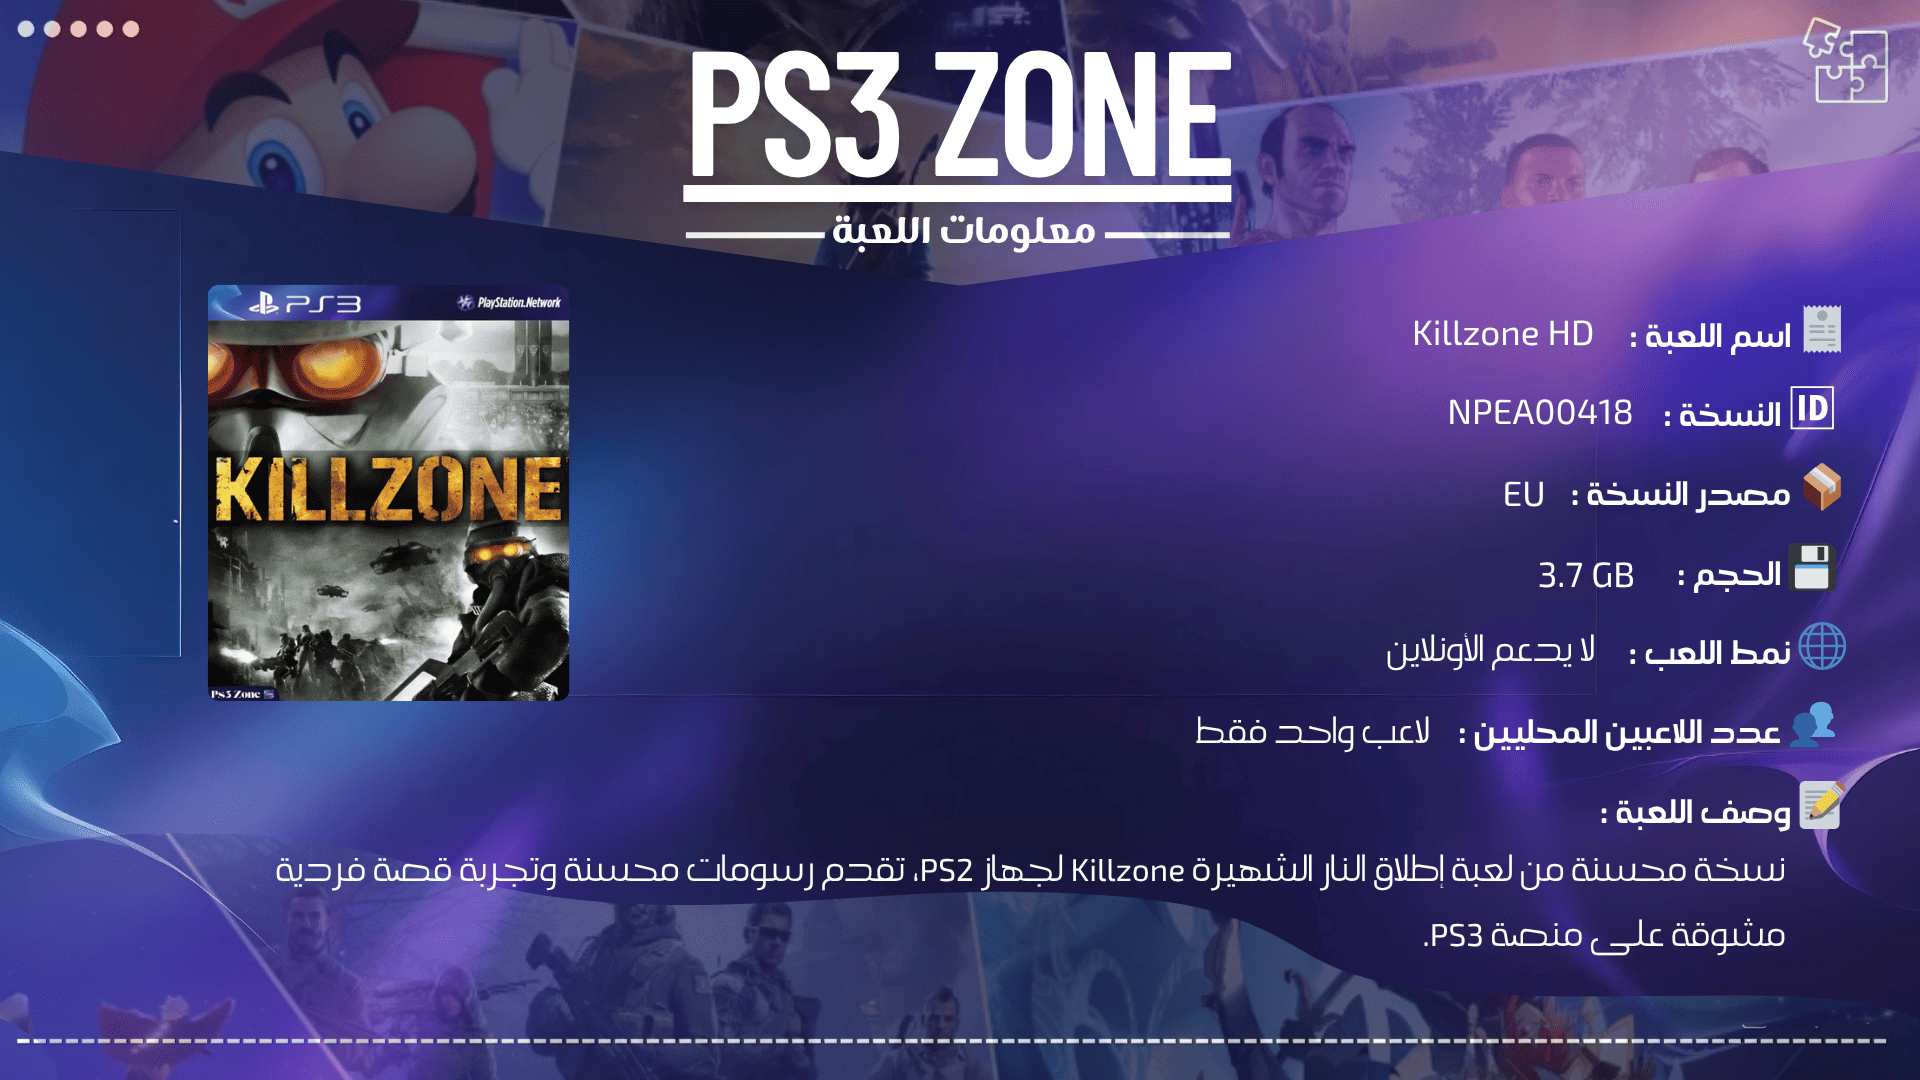 PS3 ZONE
معلومات اللعبة
PS3 PlayStation.Network
KILLZONE
Ps3 Zone
اسم اللعبة : Killzone HD
ID النسخة : NPEA00418
مصدر النسخة : EU
الحجم : 3.7 GB
نمط اللعب : لا يدعم الأونلاين
عدد اللاعبين المحليين : لاعب واحد فقط
وصف اللعبة :
نسخة محسنة من لعبة إطلاق النار الشهيرة Killzone لجهاز PS2، تقدم رسومات محسنة وتجربة قصة فردية
مشوقة على منصة PS3.